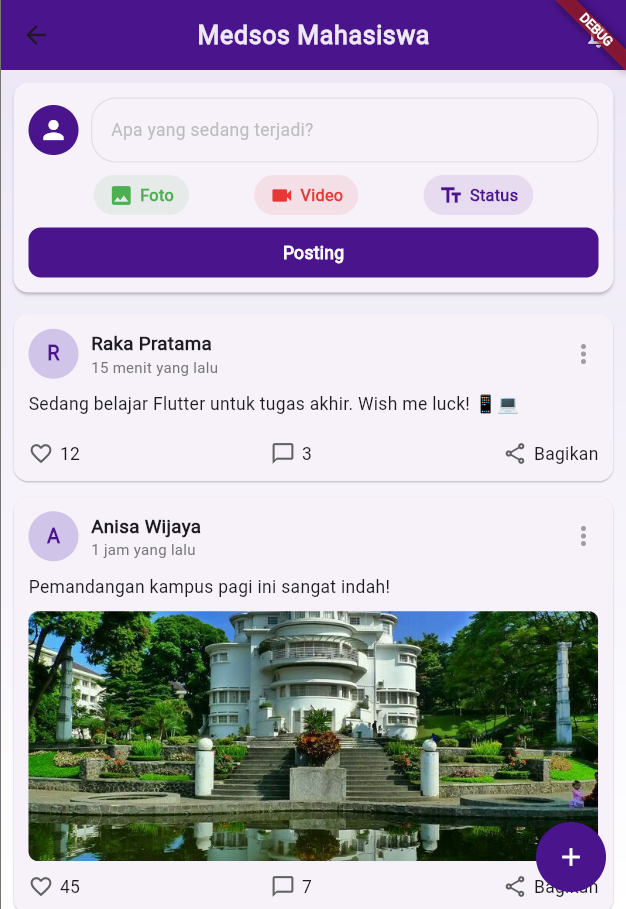 Medsos Mahasiswa
DEBUG
Apa yang sedang terjadi?
Foto
Video
Tт Status
Posting
R
Raka Pratama
15 menit yang lalu
Sedang belajar Flutter untuk tugas akhir. Wish me luck! 📱💻
12
3
Bagikan
A
Anisa Wijaya
1 jam yang lalu
Pemandangan kampus pagi ini sangat indah!
45
7
Bagikan
+